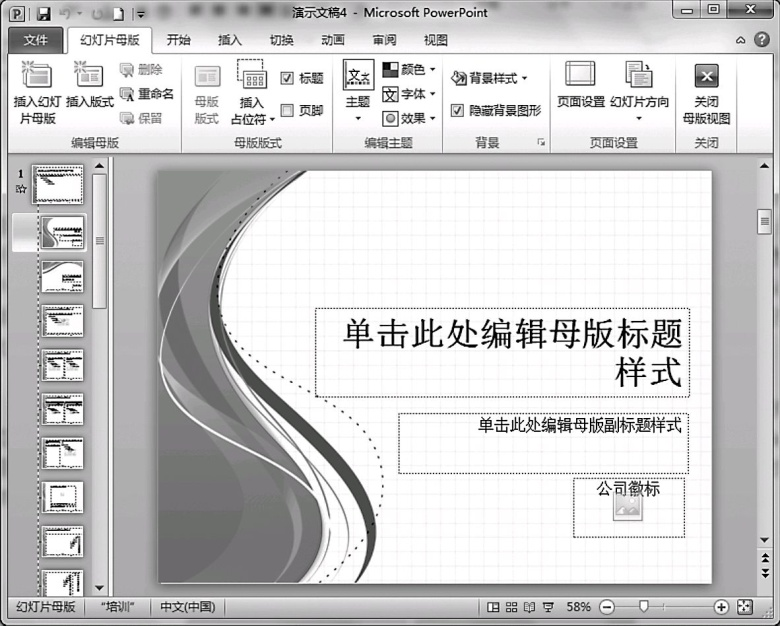 演示文稿4 - Microsoft PowerPoint
文件 幻灯片母版 开始 插入 切换 动画 审阅 视图
插入幻灯片母版 插入版式 删除 重命名 保留
母版版式 插入占位符 标题 页脚
主题 颜色 字体 效果
背景样式 隐藏背景图形
页面设置 幻灯片方向
关闭母版视图
编辑母版 母版版式 编辑主题 背景 页面设置 关闭
1
单击此处编辑母版标题
样式
单击此处编辑母版副标题样式
公司徽标
幻灯片母版 "培训" 中文(中国) 58%